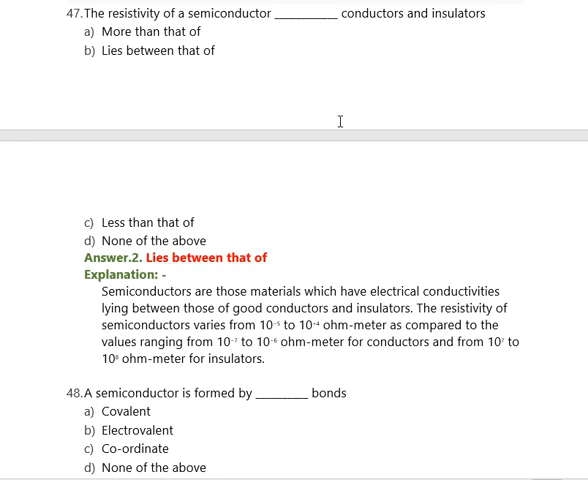 47.The resistivity of a semiconductor __________ conductors and insulators
a) More than that of
b) Lies between that of
c) Less than that of
d) None of the above
Answer.2. Lies between that of
Explanation: -
Semiconductors are those materials which have electrical conductivities
lying between those of good conductors and insulators. The resistivity of
semiconductors varies from 10⁻⁵ to 10⁻⁴ ohm-meter as compared to the
values ranging from 10⁻⁷ to 10⁻⁶ ohm-meter for conductors and from 10⁷ to
10⁸ ohm-meter for insulators.
48.A semiconductor is formed by ________ bonds
a) Covalent
b) Electrovalent
c) Co-ordinate
d) None of the above